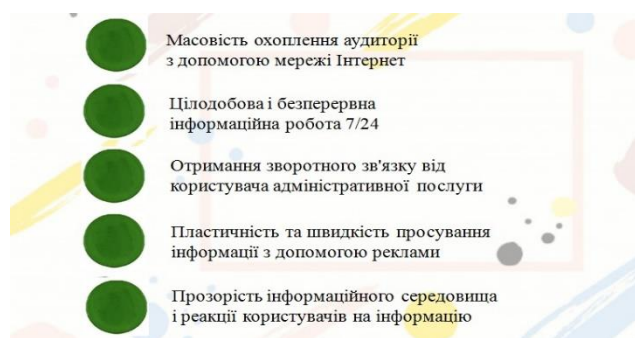 Масовість охоплення аудиторії
з допомогою мережі Інтернет
Цілодобова і безперервна
інформаційна робота 7/24
Отримання зворотного зв'язку від
користувача адміністративної послуги
Пластичність та швидкість просування
інформації з допомогою реклами
Прозорість інформаційного середовища
і реакції користувачів на інформацію